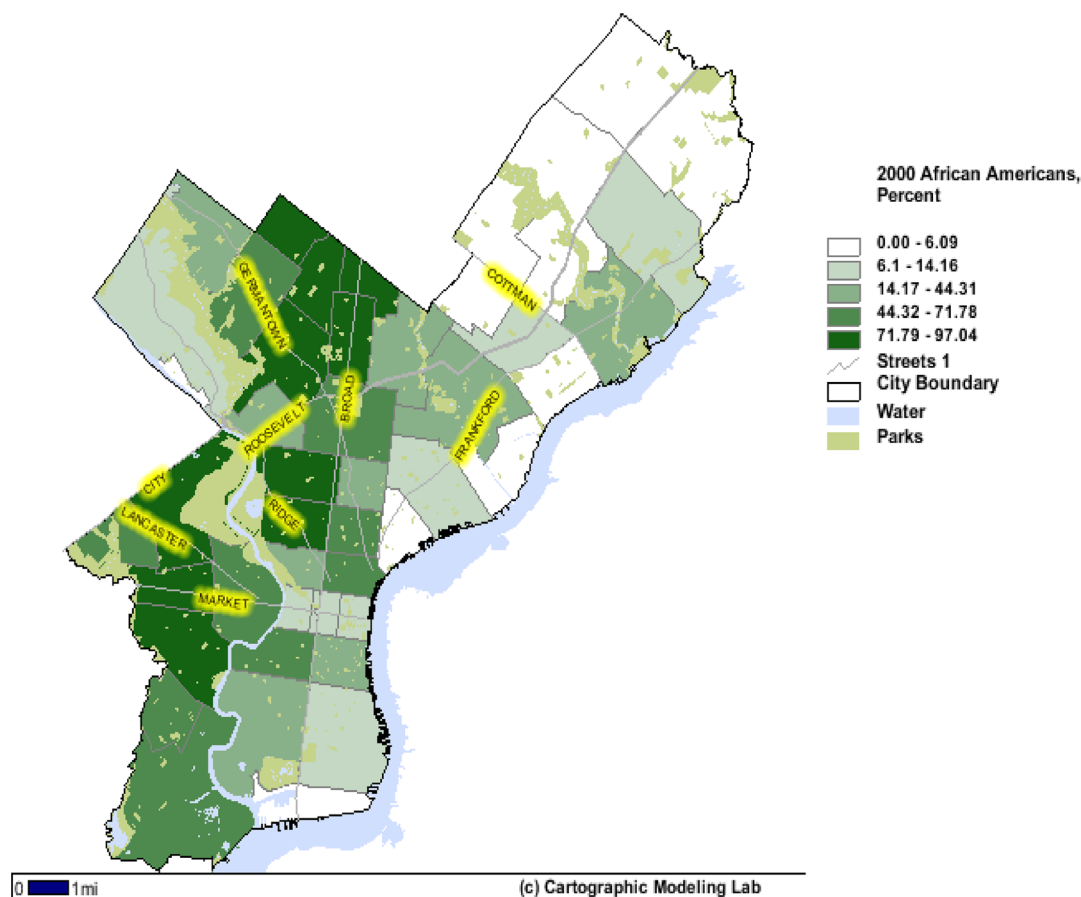 2000 African Americans,
Percent
0.00 - 6.09
6.1 - 14.16
14.17 - 44.31
44.32 - 71.78
71.79 - 97.04
Streets 1
City Boundary
Water
Parks
COTTMAN
GERMANTOWN
BROAD
ROOSEVELT
FRANKFORD
CITY
RIDGE
LANCASTER
MARKET
0 1mi
(c) Cartographic Modeling Lab